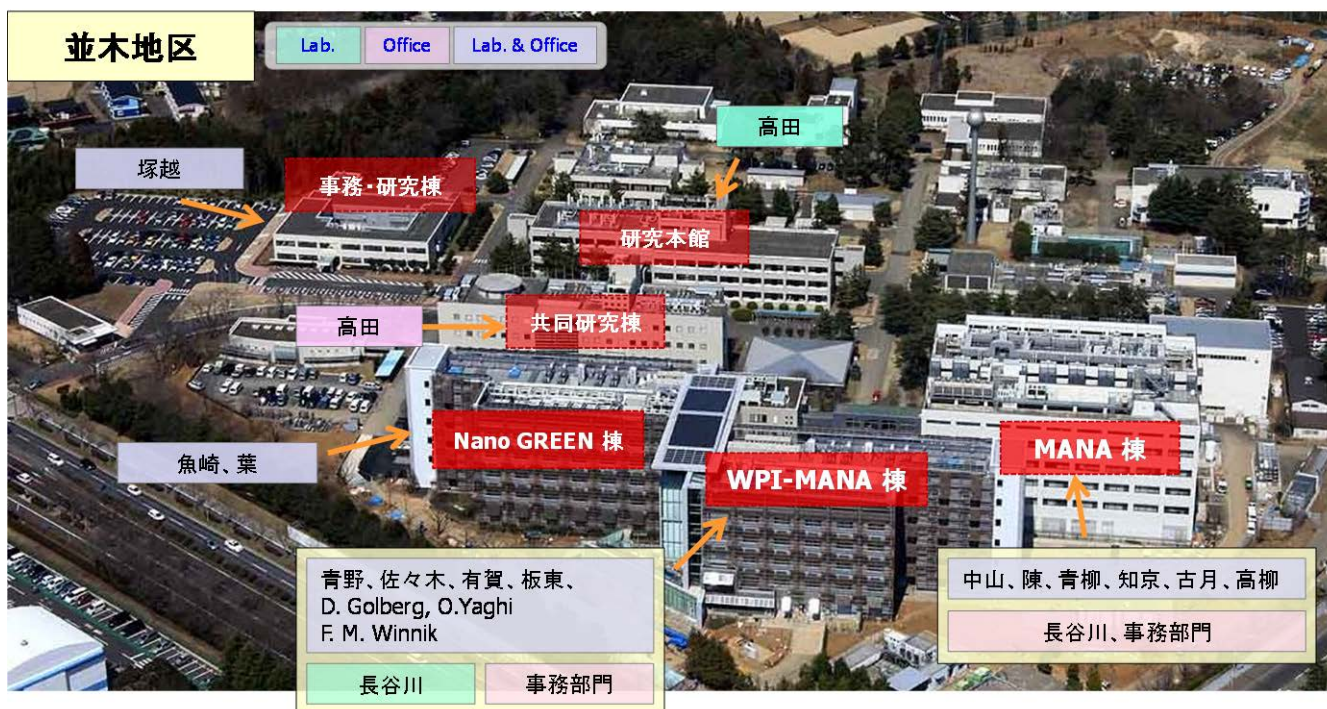 並木地区
Lab.
Office
Lab. & Office
高田
塚越
事務・研究棟
研究本館
高田
共同研究棟
魚崎、葉
Nano GREEN 棟
WPI-MANA 棟
MANA 棟
青野、佐々木、有賀、板東、
D. Golberg, O.Yaghi
F. M. Winnik
長谷川
事務部門
中山、陳、青柳、知京、古月、高柳
長谷川、事務部門